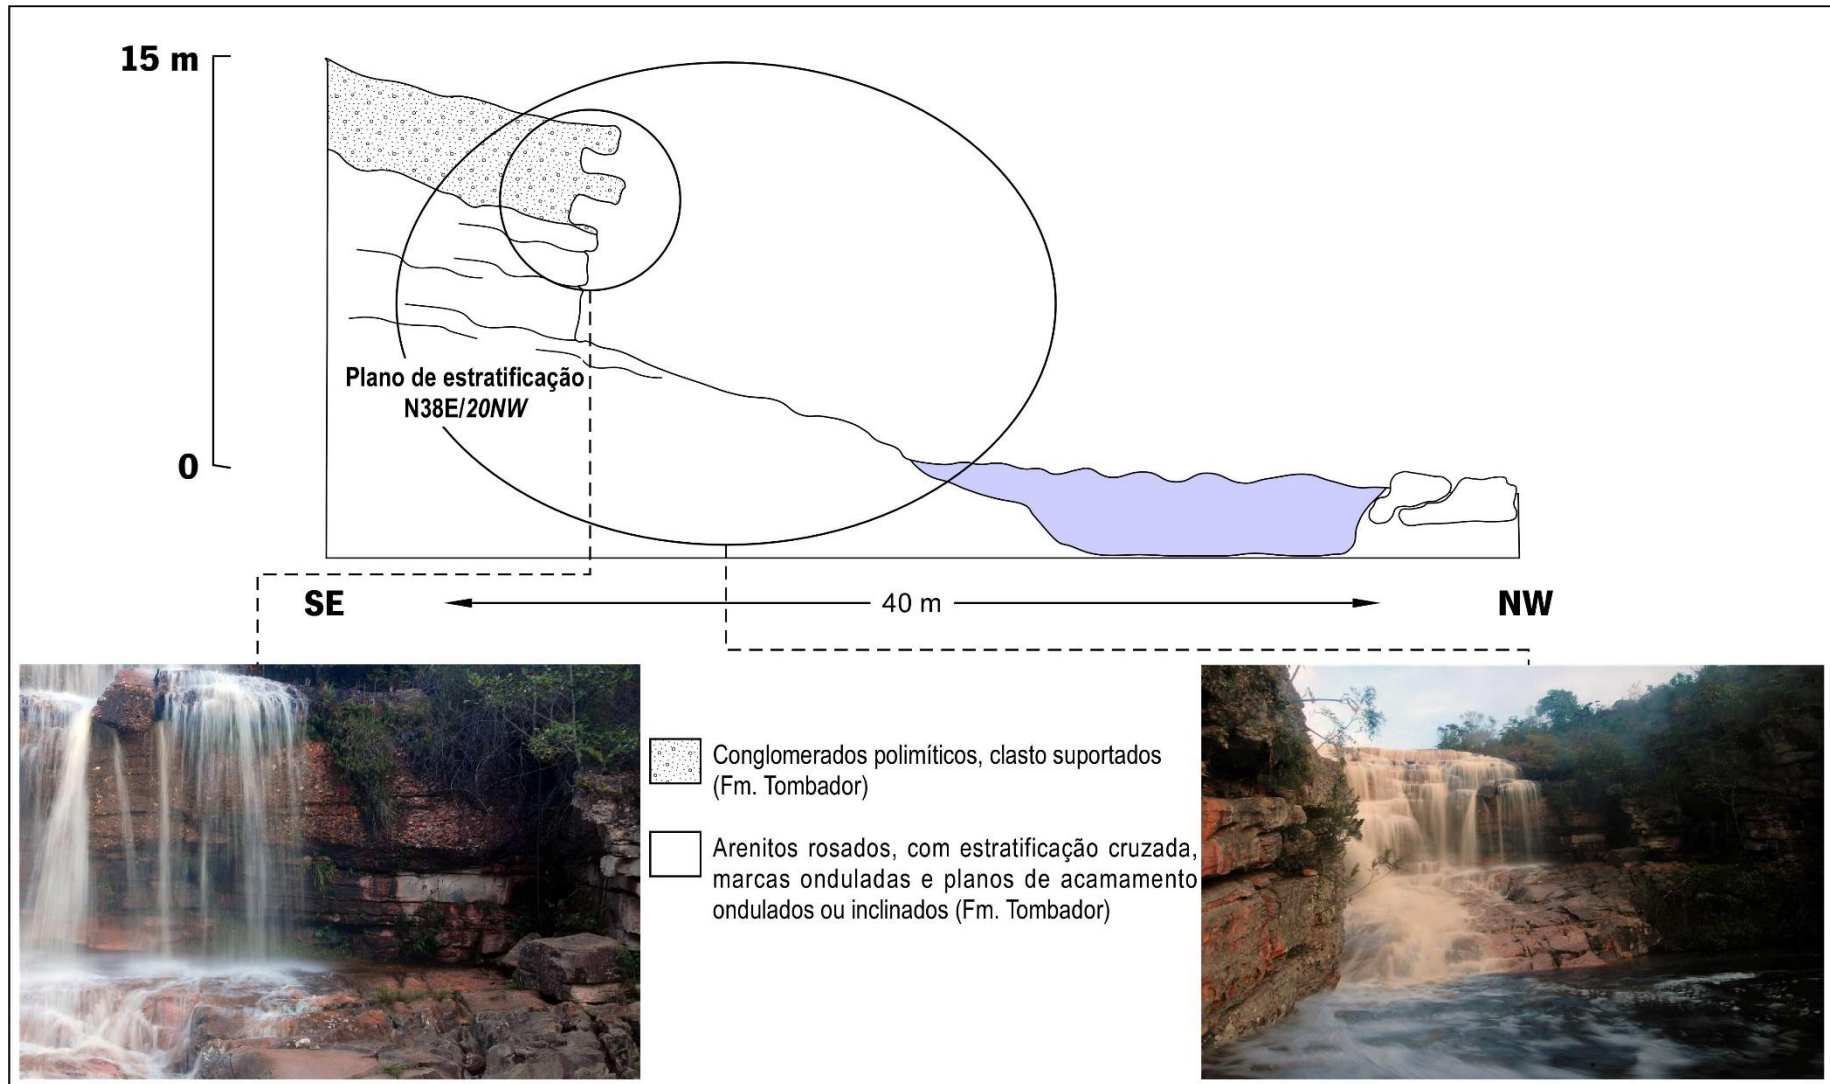 15 m
0
Plano de estratificação
N38E/20NW
SE
40 m
NW
Conglomerados polimíticos, clasto suportados
(Fm. Tombador)
Arenitos rosados, com estratificação cruzada,
marcas onduladas e planos de acamamento
ondulados ou inclinados (Fm. Tombador)